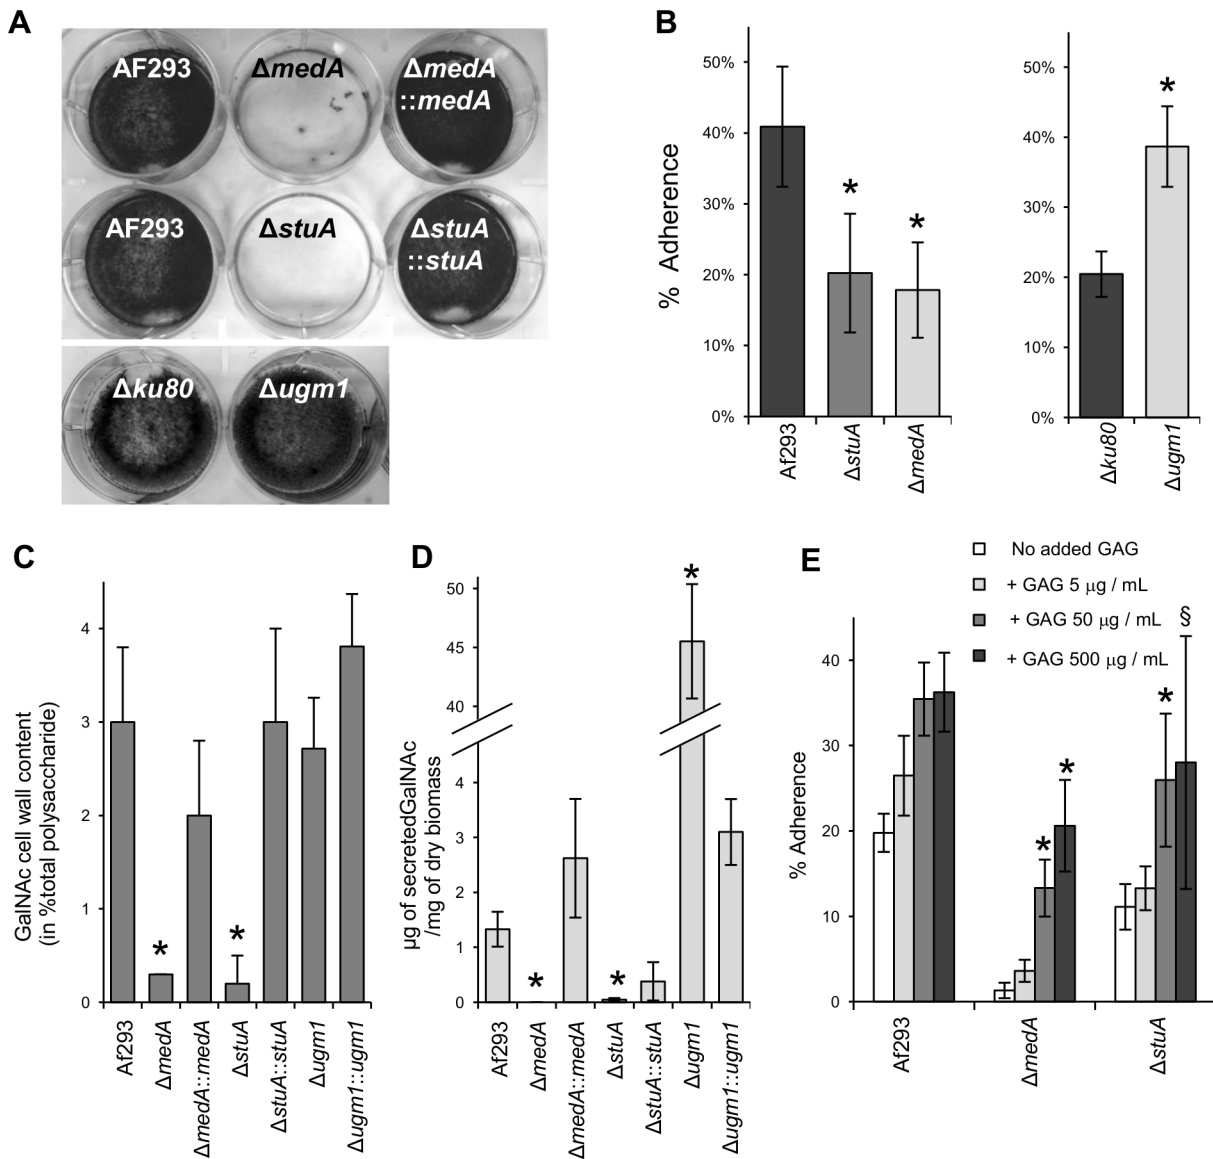 A
AF293
ΔmedA
ΔmedA
::medA
AF293
ΔstuA
ΔstuA
::stuA
Δku80
Δugm1
B
% Adherence
50%
40%
30%
20%
10%
0%
*
*
Af293
ΔstuA
ΔmedA
50%
40%
30%
20%
10%
0%
*
Δku80
Δugm1
C
GalNAc cell wall content
(in %total polysaccharide)
4
3
2
1
0
*
*
Af293
ΔmedA
ΔmedA::medA
ΔstuA
ΔstuA::stuA
Δugm1
Δugm1::ugm1
D
µg of secretedGalNAc
/mg of dry biomass
50
45
40
4
3
2
1
0
*
*
*
Af293
ΔmedA
ΔmedA::medA
ΔstuA
ΔstuA::stuA
Δugm1
Δugm1::ugm1
E
No added GAG
+ GAG 5 µg / mL
+ GAG 50 µg / mL
+ GAG 500 µg / mL
% Adherence
40
30
20
10
0
*
*
*
§
Af293
ΔmedA
ΔstuA